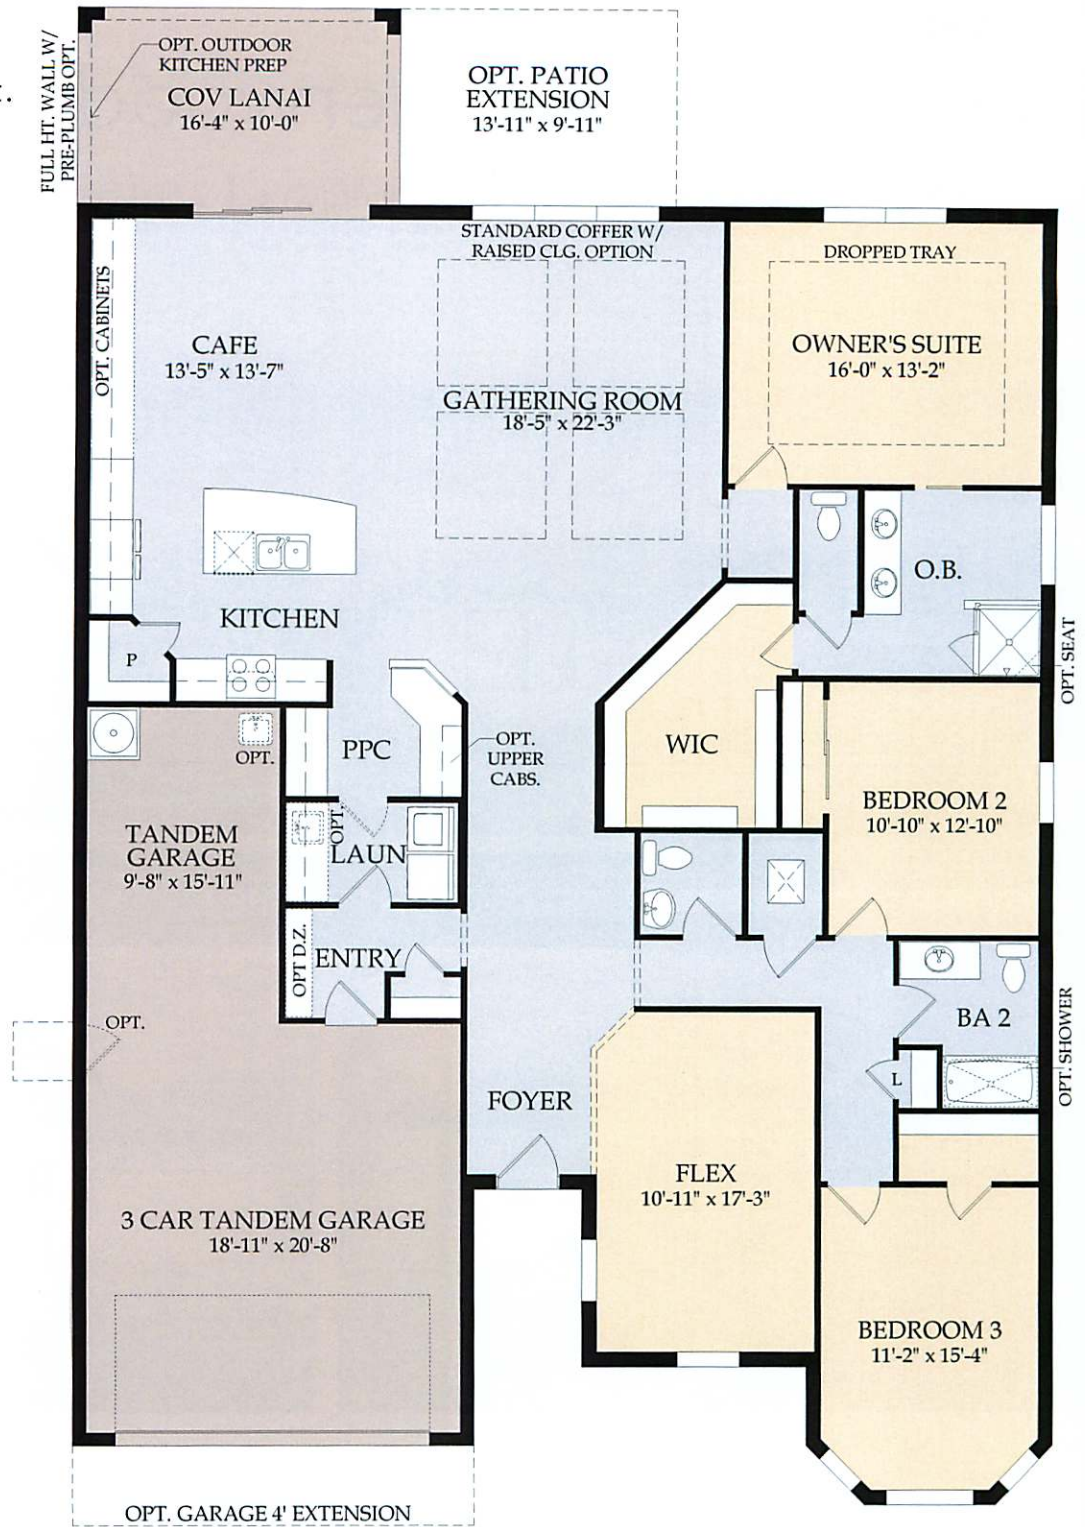 FULL HT. WALL W/
PRE-PLUMB OPT.
OPT. OUTDOOR
KITCHEN PREP
COV LANAI
16'-4" x 10'-0"
OPT. PATIO
EXTENSION
13'-11" x 9'-11"
STANDARD COFFER W/
RAISED CLG. OPTION
DROPPED TRAY
OPT. CABINETS
CAFE
13'-5" x 13'-7"
OWNER'S SUITE
16'-0" x 13'-2"
GATHERING ROOM
18'-5" x 22'-3"
O.B.
KITCHEN
P
OPT. SEAT
PPC
OPT.
UPPER
CABS.
WIC
OPT.
BEDROOM 2
10'-10" x 12'-10"
TANDEM
GARAGE
9'-8" x 15'-11"
OPT.
LAUN
OPT D.Z.
ENTRY
OPT.
BA 2
OPT. SHOWER
L
FOYER
FLEX
10'-11" x 17'-3"
3 CAR TANDEM GARAGE
18'-11" x 20'-8"
BEDROOM 3
11'-2" x 15'-4"
OPT. GARAGE 4' EXTENSION